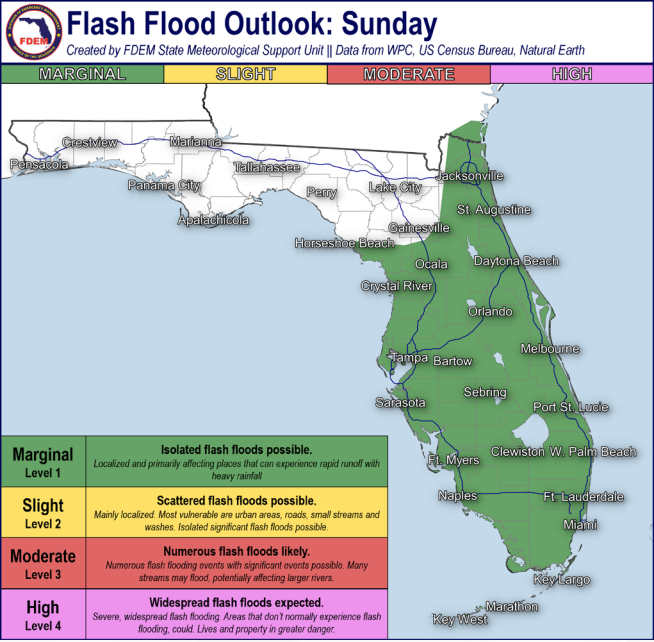 FDEM
Flash Flood Outlook: Sunday
Created by FDEM State Meteorological Support Unit || Data from WPC, US Census Bureau, Natural Earth
MARGINAL SLIGHT MODERATE HIGH
Crestview
Marianna
Pensacola
Tallahassee
Jacksonville
Panama City
Lake City
Perry
St. Augustine
Apalachicola
Gainesville
Horseshoe Beach
Ocala
Daytona Beach
Crystal River
Orlando
Melbourne
Tampa
Bartow
Sebring
Sarasota
Port St. Lucie
Clewiston
W. Palm Beach
Ft. Myers
Naples
Ft. Lauderdale
Miami
Key Largo
Marathon
Key West
Marginal
Level 1
Isolated flash floods possible.
Localized and primarily affecting places that can experience rapid runoff with
heavy rainfall
Slight
Level 2
Scattered flash floods possible.
Mainly localized. Most vulnerable are urban areas, roads, small streams and
washes. Isolated significant flash floods possible.
Moderate
Level 3
Numerous flash floods likely.
Numerous flash flooding events with significant events possible. Many
streams may flood, potentially affecting larger rivers.
High
Level 4
Widespread flash floods expected.
Severe, widespread flash flooding. Areas that don't normally experience flash
flooding, could. Lives and property in greater danger.